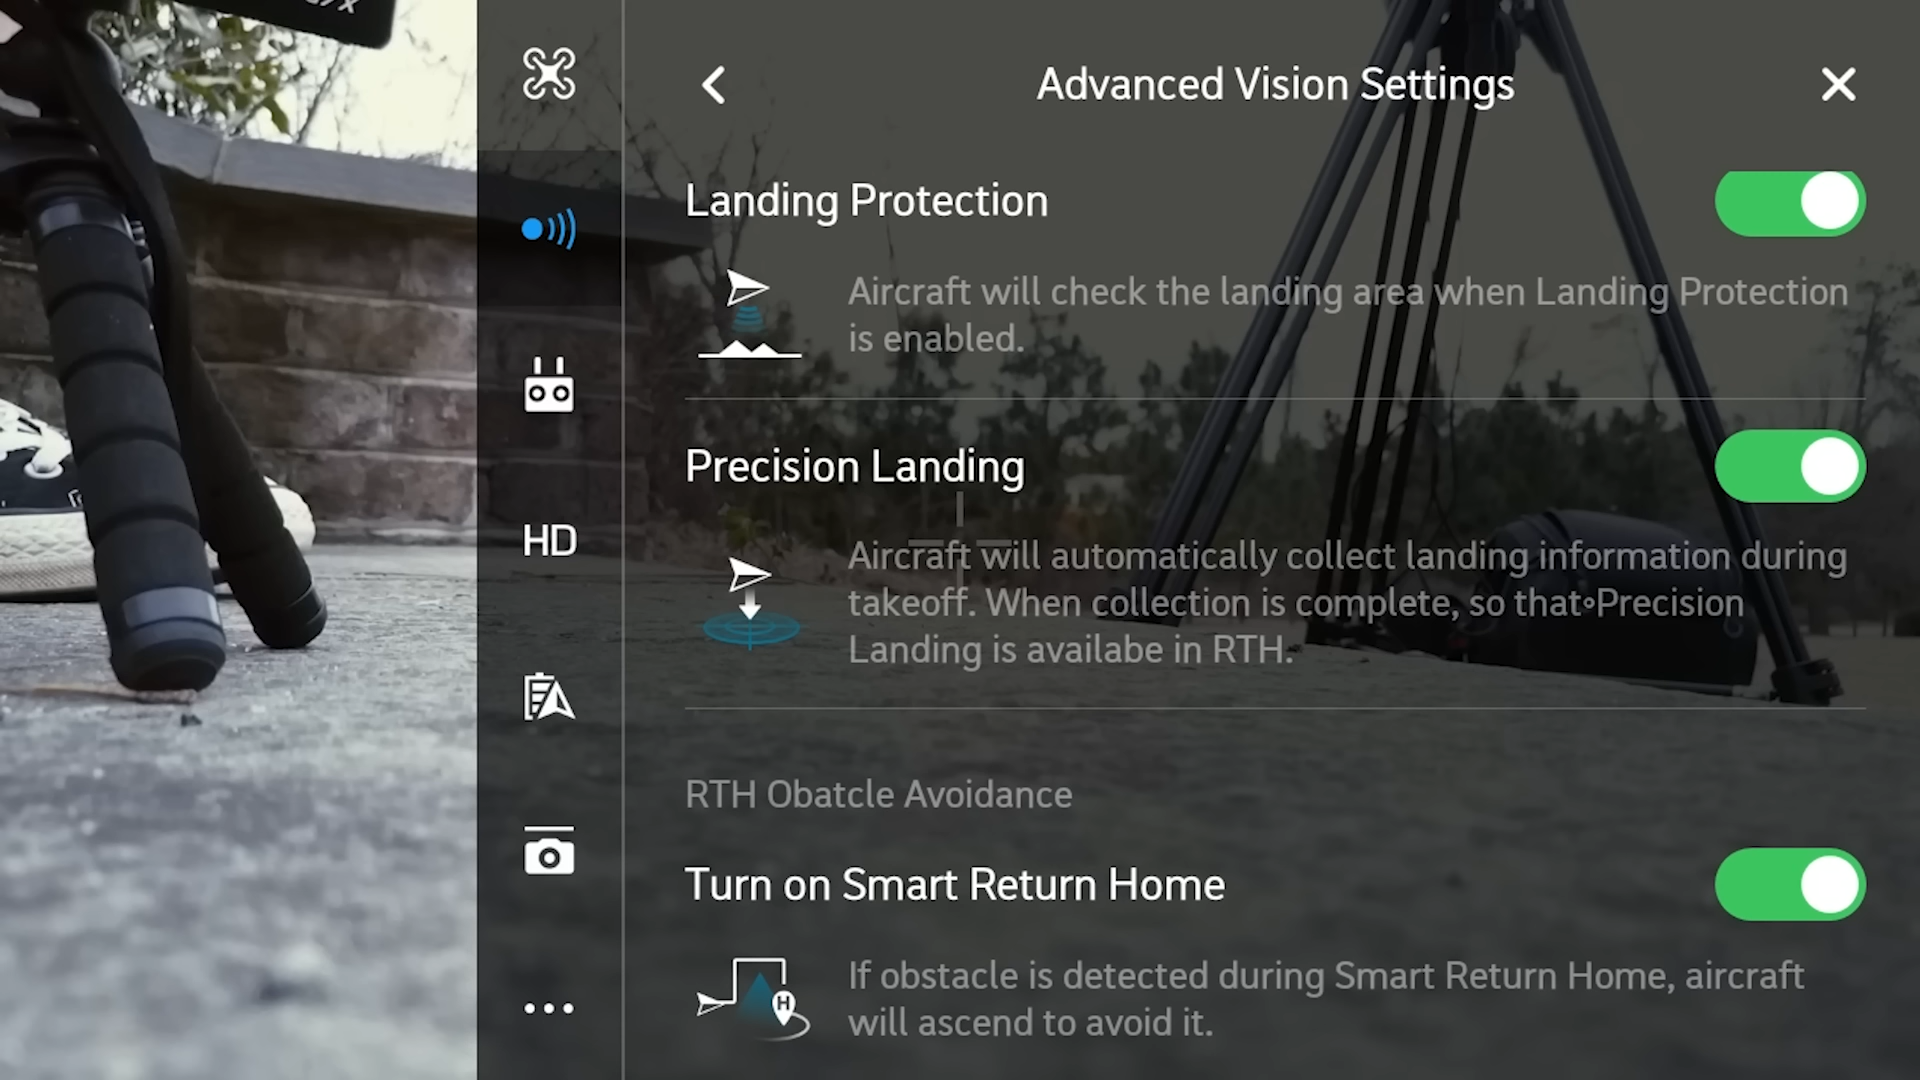 Advanced Vision Settings
Landing Protection
Aircraft will check the landing area when Landing Protection
is enabled.
Precision Landing
HD
Aircraft will automatically collect landing information during
takeoff. When collection is complete, so that∘Precision
Landing is availabe in RTH.
RTH Obatcle Avoidance
Turn on Smart Return Home
H
If obstacle is detected during Smart Return Home, aircraft
will ascend to avoid it.